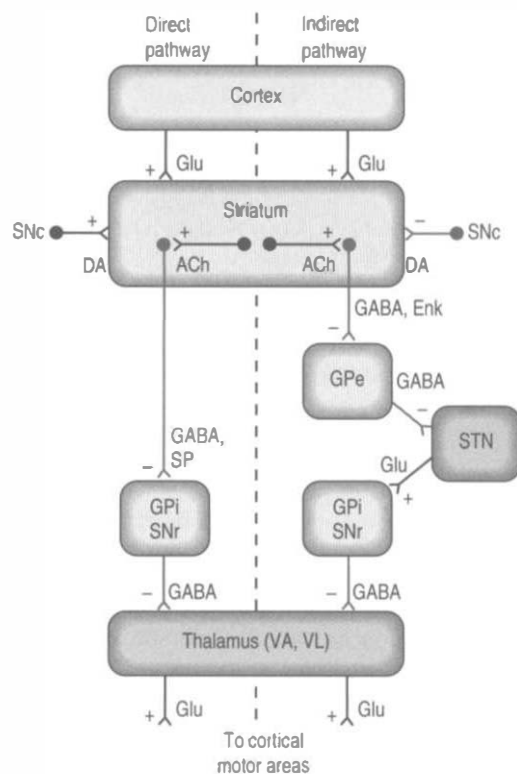 Direct pathway
Indirect pathway
Cortex
+ Glu
+ Glu
Striatum
SNc
+
DA
+
ACh
+
ACh
−
DA
SNc
GABA, Enk
−
GPe
GABA
−
STN
GABA,
SP
−
Glu
+
GPi
SNr
GPi
SNr
− GABA
− GABA
Thalamus (VA, VL)
+ Glu
+ Glu
To cortical
motor areas